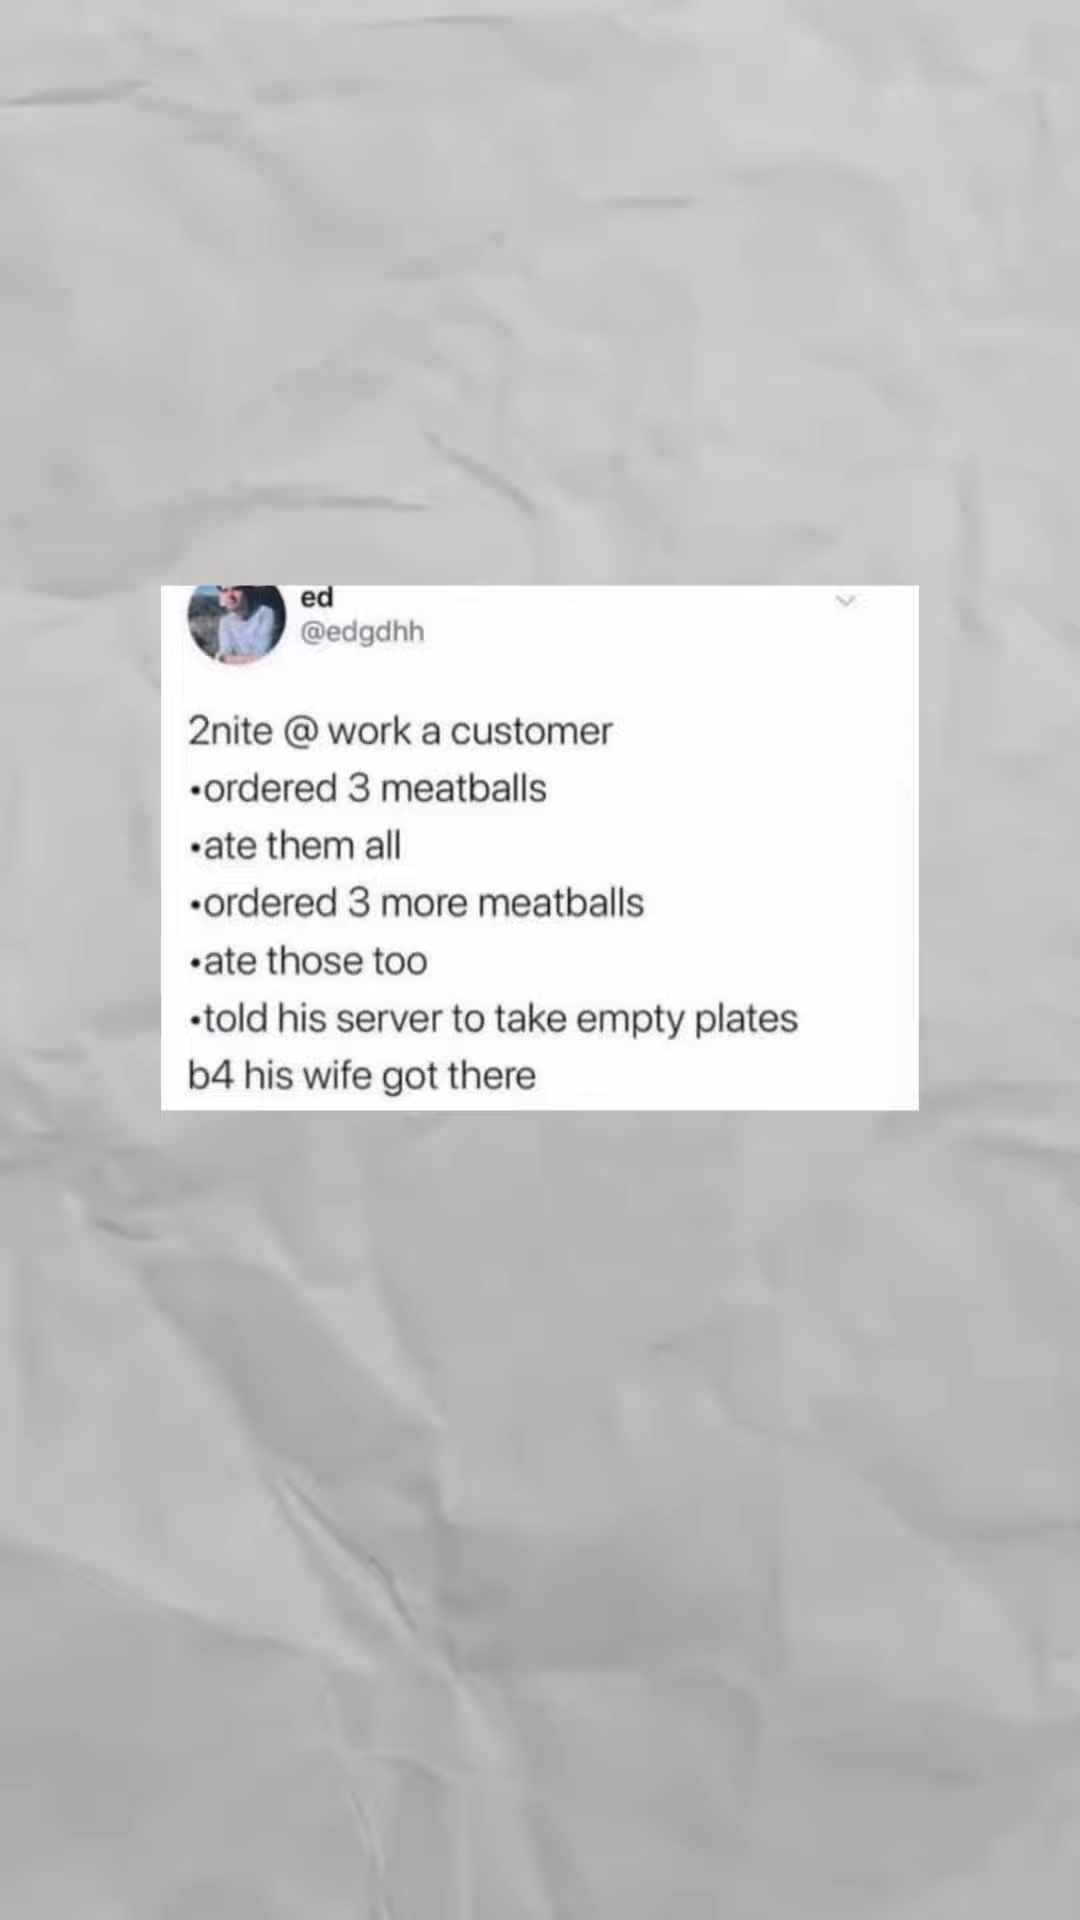 ed
@edgdhh
2nite @ work a customer
•ordered 3 meatballs
•ate them all
•ordered 3 more meatballs
•ate those too
•told his server to take empty plates
b4 his wife got there